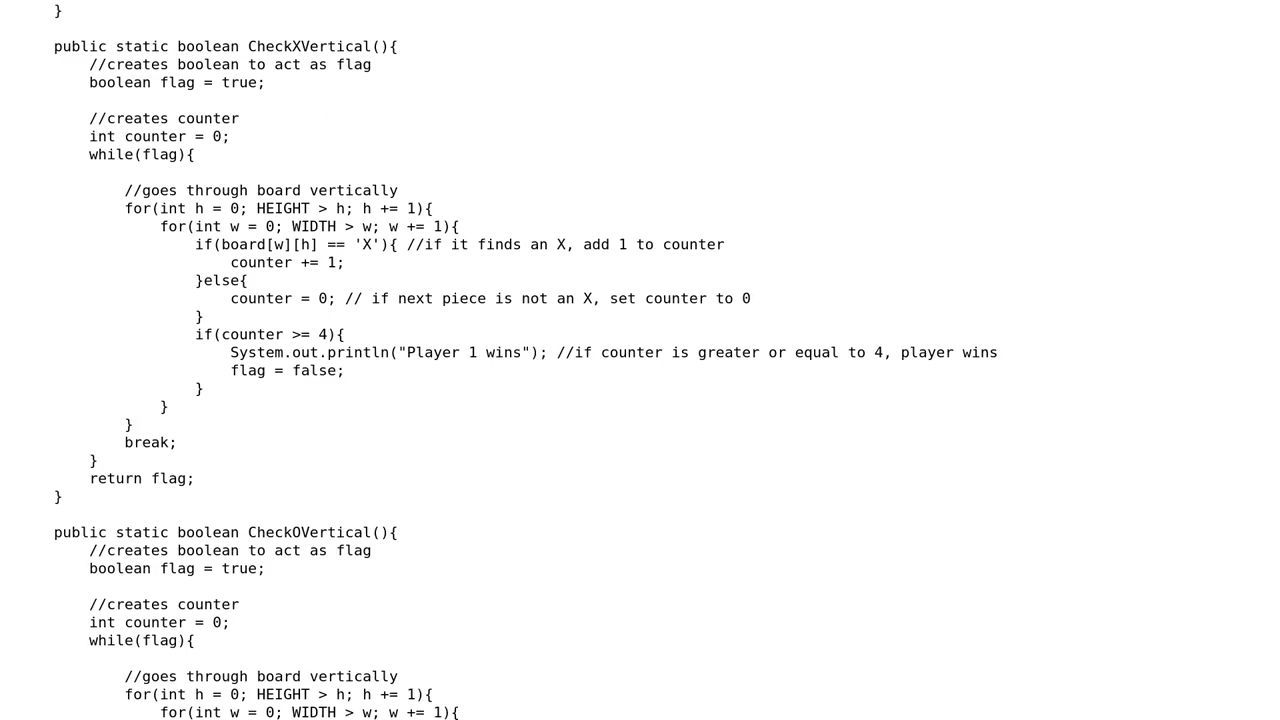 }
public static boolean CheckXVertical(){
//creates boolean to act as flag
boolean flag = true;
//creates counter
int counter = 0;
while(flag){
//goes through board vertically
for(int h = 0; HEIGHT > h; h += 1){
for(int w = 0; WIDTH > w; w += 1){
if(board[w][h] == 'X'){ //if it finds an X, add 1 to counter
counter += 1;
}else{
counter = 0; // if next piece is not an X, set counter to 0
}
if(counter >= 4){
System.out.println("Player 1 wins"); //if counter is greater or equal to 4, player wins
flag = false;
}
}
}
break;
}
return flag;
}
public static boolean CheckOVertical(){
//creates boolean to act as flag
boolean flag = true;
//creates counter
int counter = 0;
while(flag){
//goes through board vertically
for(int h = 0; HEIGHT > h; h += 1){
for(int w = 0; WIDTH > w; w += 1){